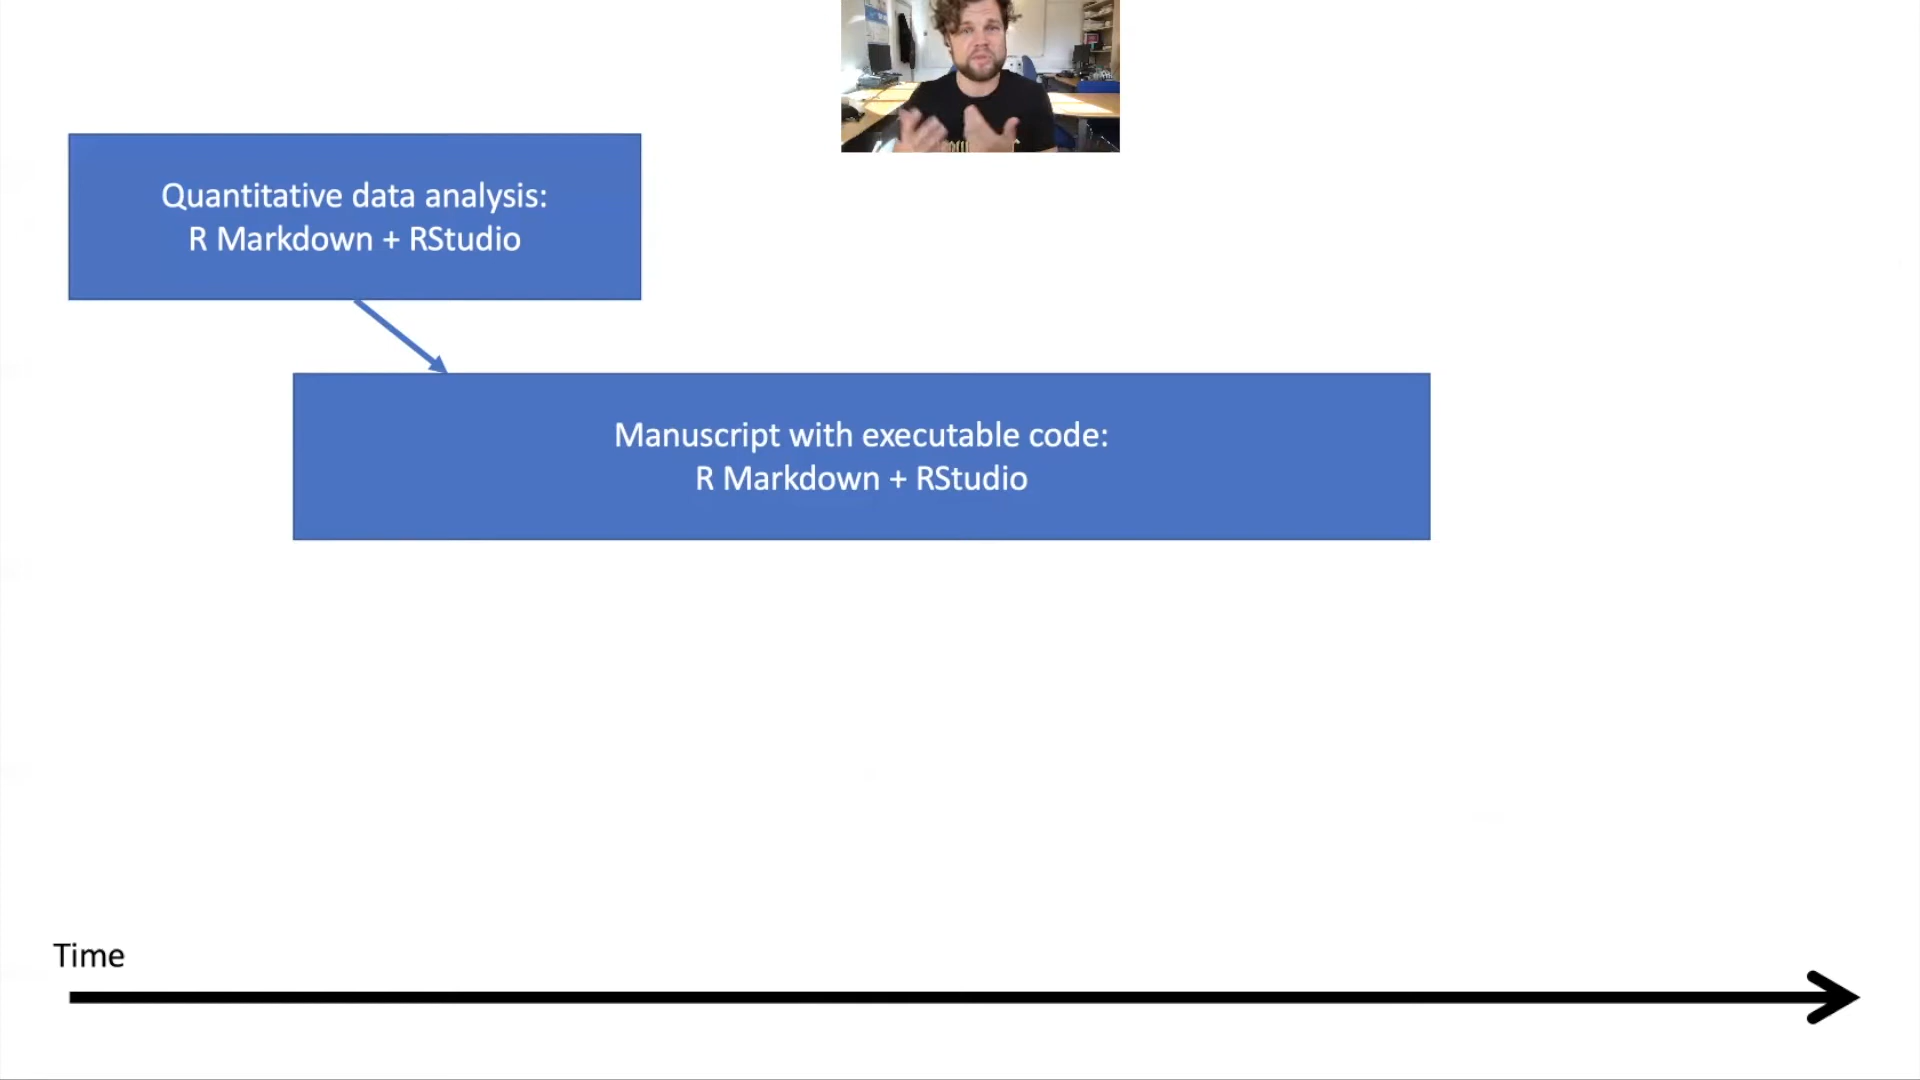 Quantitative data analysis:
R Markdown + RStudio
Manuscript with executable code:
R Markdown + RStudio
Time